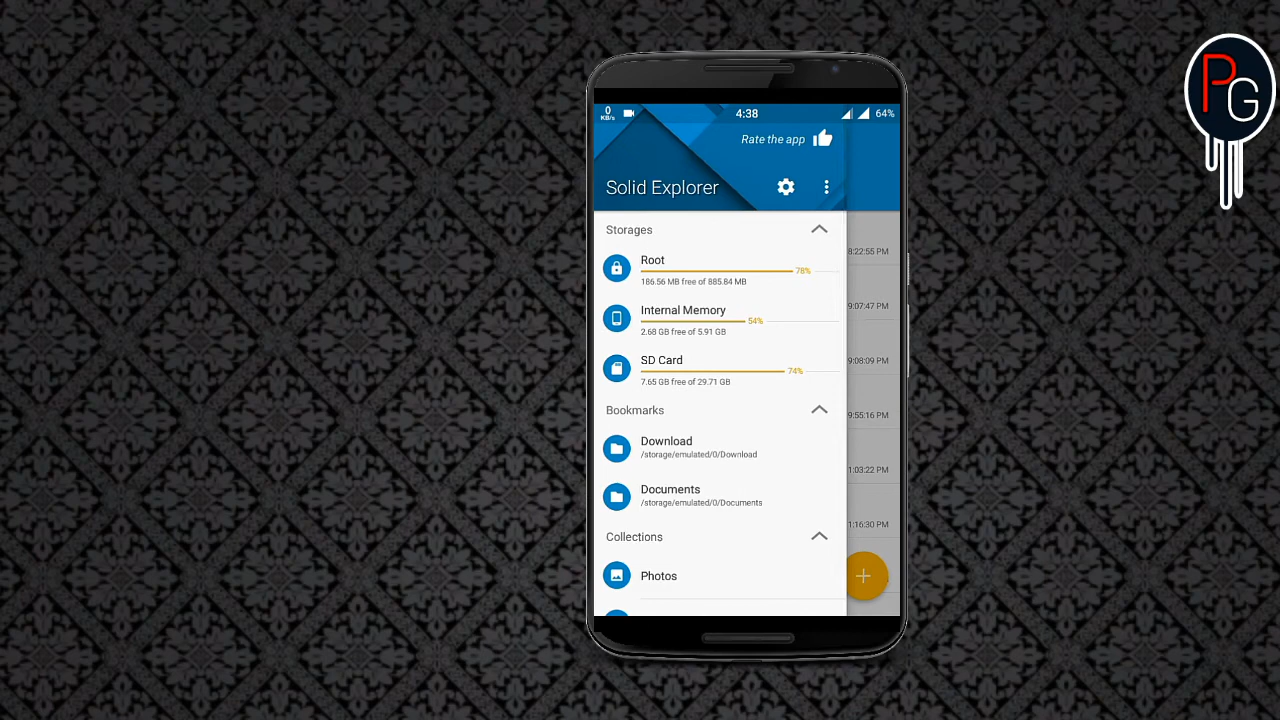 PG
0
KB/s
4:38
64%
Rate the app
Solid Explorer
Storages
Root
78%
186.56 MB free of 885.84 MB
Internal Memory
54%
2.68 GB free of 5.91 GB
SD Card
74%
7.65 GB free of 29.71 GB
Bookmarks
Download
/storage/emulated/0/Download
Documents
/storage/emulated/0/Documents
Collections
Photos
8:22:55 PM
9:07:47 PM
9:08:09 PM
9:55:16 PM
1:03:22 PM
1:16:30 PM